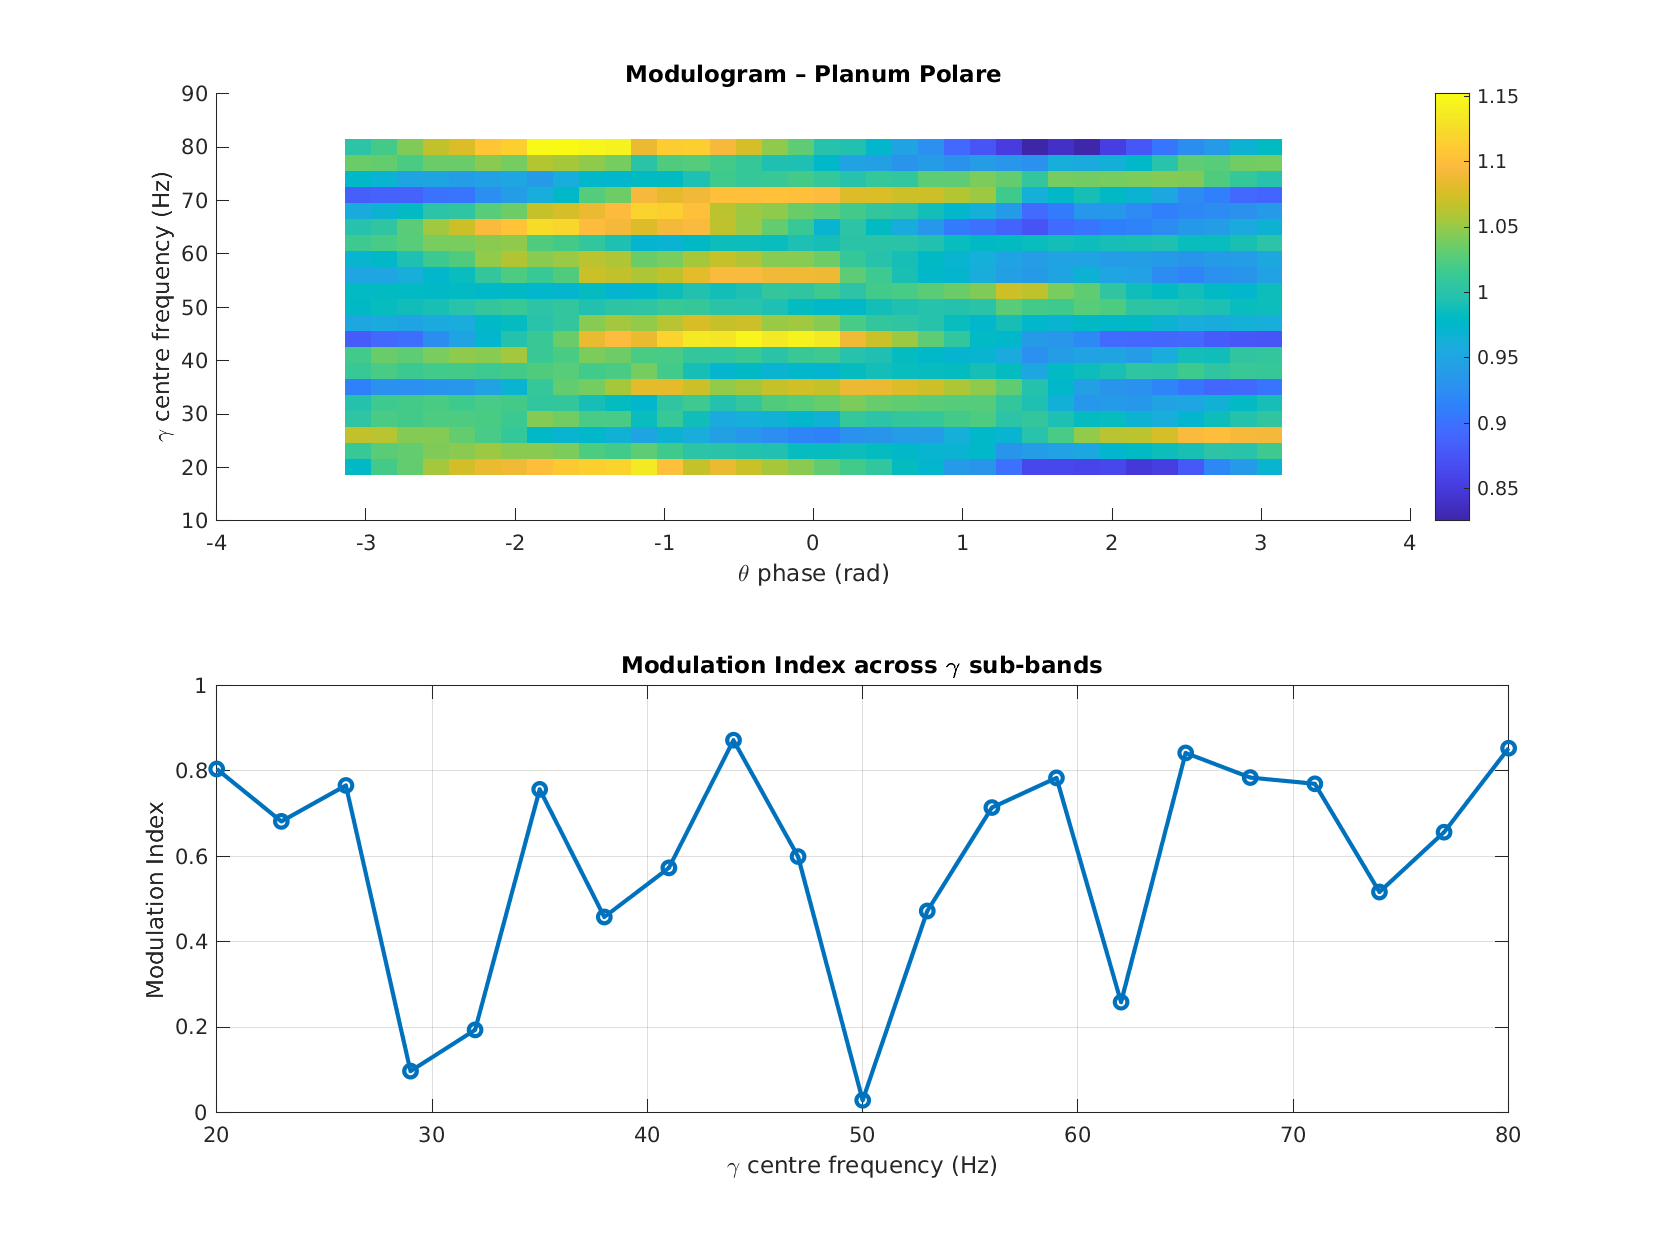 Modulogram – Planum Polare
γ centre frequency (Hz)
90
80
70
60
50
40
30
20
10
-4 -3 -2 -1 0 1 2 3 4
θ phase (rad)
1.15
1.1
1.05
1
0.95
0.9
0.85
Modulation Index across γ sub-bands
Modulation Index
1
0.8
0.6
0.4
0.2
0
20 30 40 50 60 70 80
γ centre frequency (Hz)